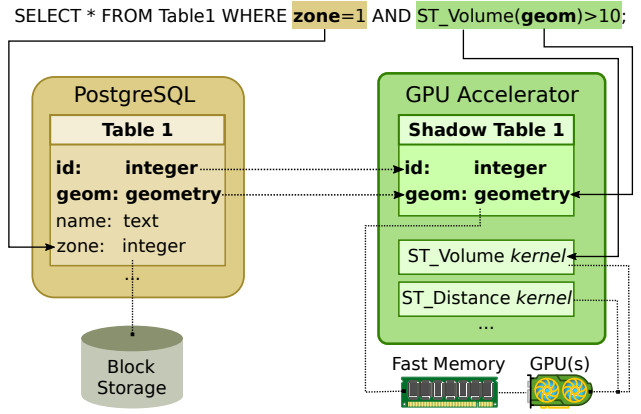 SELECT * FROM Table1 WHERE zone=1 AND ST_Volume(geom)>10;
PostgreSQL
Table 1
id: integer
geom: geometry
name: text
zone: integer
...
Block
Storage
GPU Accelerator
Shadow Table 1
id: integer
geom: geometry
ST_Volume kernel
ST_Distance kernel
...
Fast Memory
GPU(s)